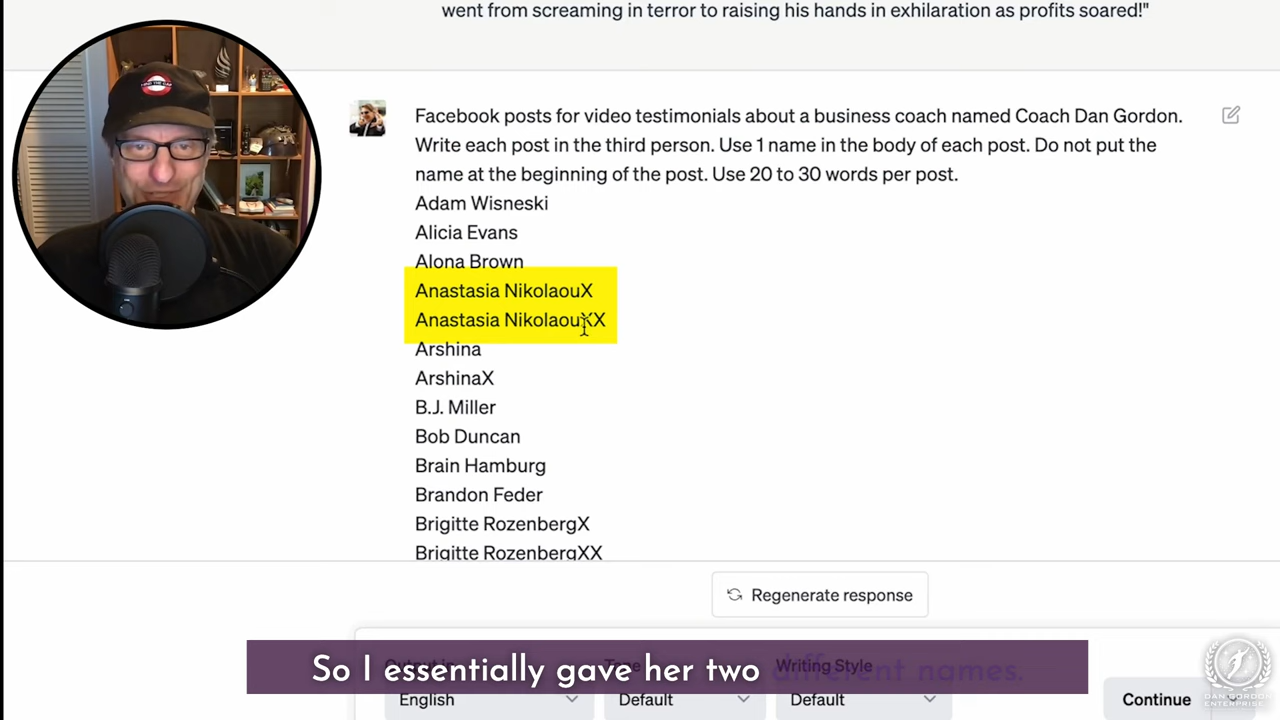 went from screaming in terror to raising his hands in exhilaration as profits soared!"
Facebook posts for video testimonials about a business coach named Coach Dan Gordon.
Write each post in the third person. Use 1 name in the body of each post. Do not put the
name at the beginning of the post. Use 20 to 30 words per post.
Adam Wisneski
Alicia Evans
Alona Brown
Anastasia NikolaouX
Anastasia NikolaouXX
Arshina
ArshinaX
B.J. Miller
Bob Duncan
Brain Hamburg
Brandon Feder
Brigitte RozenbergX
Brigitte RozenbergXX
Regenerate response
So I essentially gave her two different names.
Writing Style
English
Default
Default
Continue
DAN GORDON
ENTERPRISE